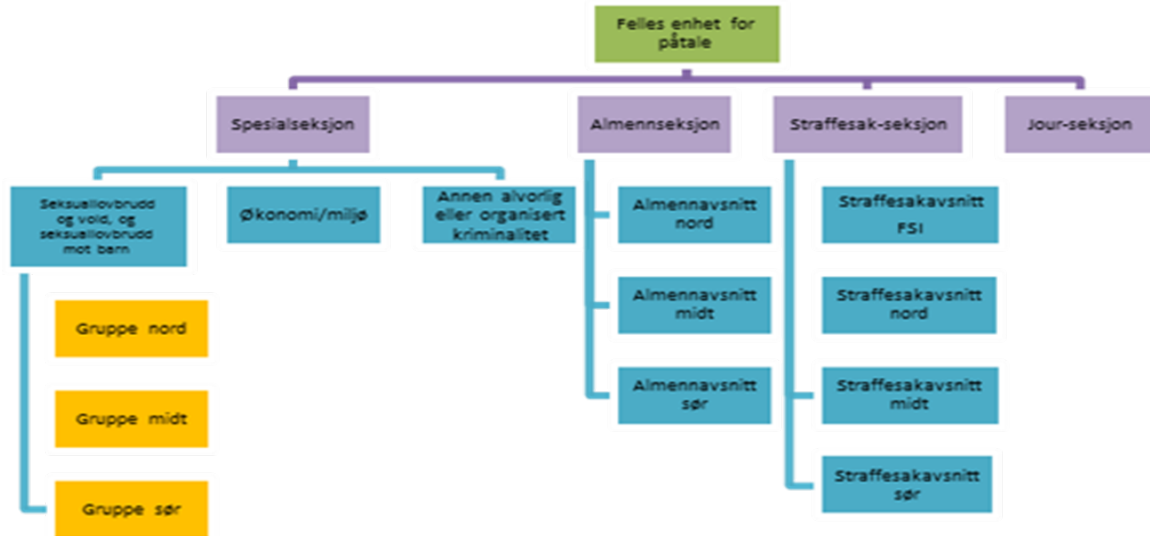 Felles enhet for
påtale
Spesialseksjon
Almennseksjon
Straffesak-seksjon
Jour-seksjon
Seksuallovbrudd
og vold, og
seksuallovbrudd
mot barn
Økonomi/miljø
Annen alvorlig
eller organisert
kriminalitet
Almennavsnitt
nord
Almennavsnitt
midt
Almennavsnitt
sør
Straffesakavsnitt
FSI
Straffesakavsnitt
nord
Straffesakavsnitt
midt
Straffesakavsnitt
sør
Gruppe nord
Gruppe midt
Gruppe sør